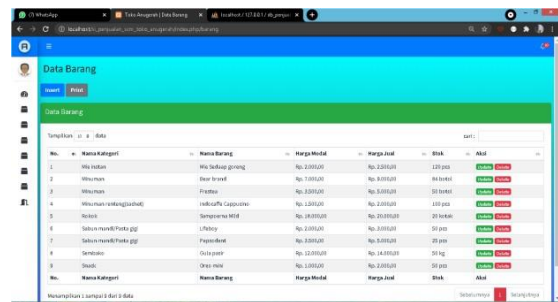 (7) WhatsApp
Toko Anugerah | Data Barang
localhost / 127.0.0.1 / db_penjual
Data Barang
Insert Print
Data Barang
Tampilkan 10 data
cari :
No. Nama Kategori Nama Barang Harga Modal Harga Jual Stok Aksi
1 Mie Instan Mie Sedaap goreng Rp. 2.000,00 Rp. 2.500,00 120 pcs Update Delete
2 Minuman Bear brand Rp. 7.000,00 Rp. 9.000,00 botol Update Delete
3 Minuman Frestea Rp. 3.500,00 Rp. 5.000,00 50 botol Update Delete
4 Minuman renteng(sachet) Hellocaffe Cappucino Rp. 1.500,00 Rp. 2.000,00 100 pcs Update Delete
5 Rokok Sampoerna Mild Rp. 18.000,00 Rp. 20.000,00 20 kotak Update Delete
6 Sabun mandi/Pasta gigi Lifeboy Rp. 2.000,00 Rp. 3.000,00 50 pcs Update Delete
7 Sabun mandi/Pasta gigi Pepsodent Rp. 3.500,00 Rp. 5.000,00 25 pcs Update Delete
8 Sembako Gula pasir Rp. 12.000,00 Rp. 14.000,00 50 kg Update Delete
9 Snack Oreo mini Rp. 1.000,00 Rp. 2.000,00 pcs Update Delete
No. Nama Kategori Nama Barang Harga Modal Harga Jual Stok Aksi
Menampilkan 1 sampai 9 dari 9 data
Sebelumnya 1 Selanjutnya